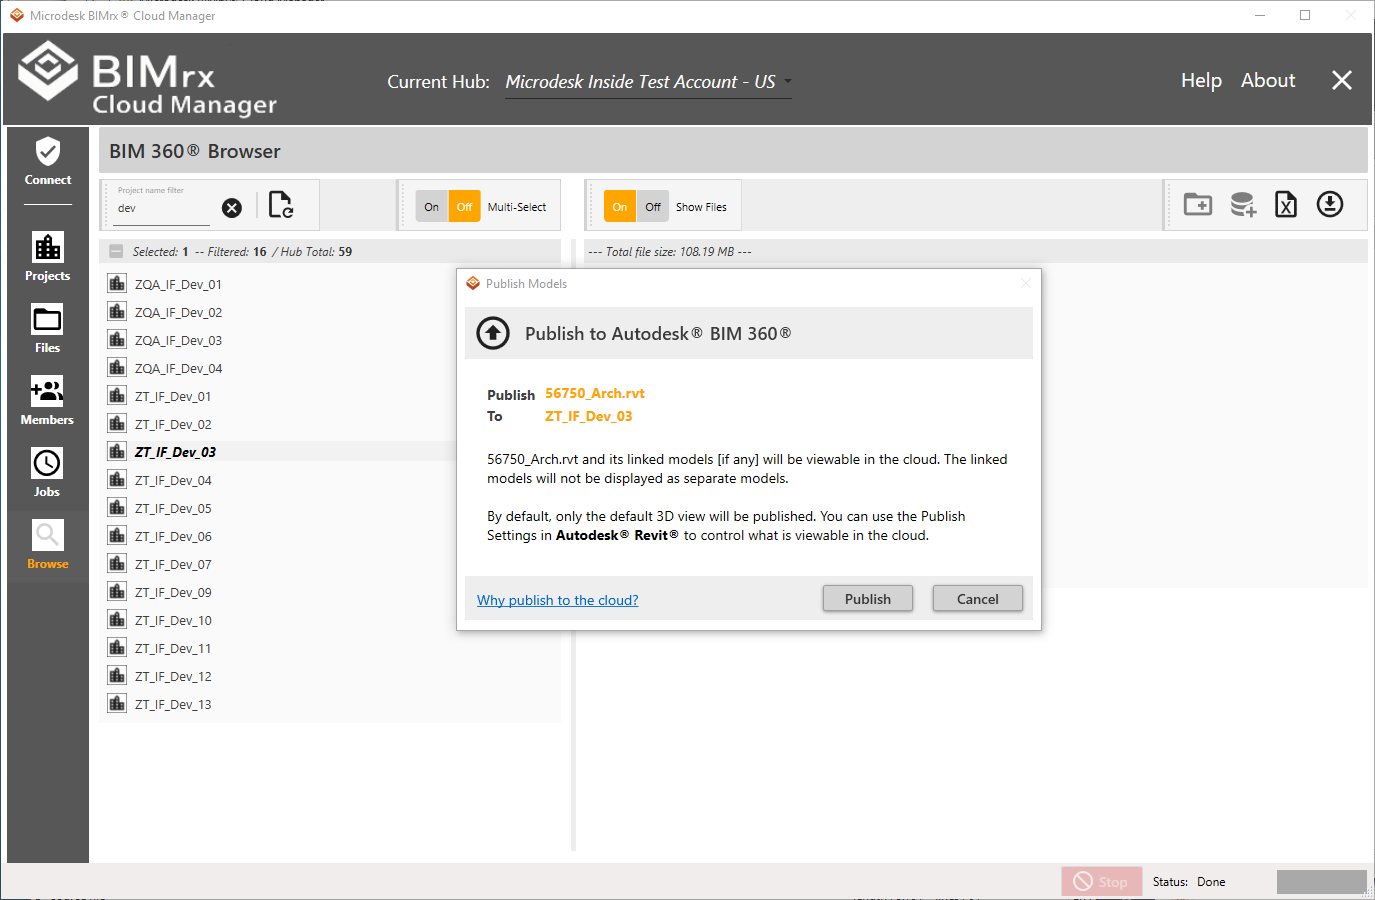 Microdesk BIMrx® Cloud Manager
BIMrx
Cloud Manager
Current Hub: Microdesk Inside Test Account - US
Help About
Connect
Projects
Files
Members
Jobs
Browse
BIM 360® Browser
Project name filter
dev
On Off Multi-Select
On Off Show Files
Selected: 1 -- Filtered: 16 / Hub Total: 59
--- Total file size: 108.19 MB ---
ZQA_IF_Dev_01
ZQA_IF_Dev_02
ZQA_IF_Dev_03
ZQA_IF_Dev_04
ZT_IF_Dev_01
ZT_IF_Dev_02
ZT_IF_Dev_03
ZT_IF_Dev_04
ZT_IF_Dev_05
ZT_IF_Dev_06
ZT_IF_Dev_07
ZT_IF_Dev_09
ZT_IF_Dev_10
ZT_IF_Dev_11
ZT_IF_Dev_12
ZT_IF_Dev_13
Publish Models
Publish to Autodesk® BIM 360®
Publish 56750_Arch.rvt
To ZT_IF_Dev_03
56750_Arch.rvt and its linked models [if any] will be viewable in the cloud. The linked
models will not be displayed as separate models.
By default, only the default 3D view will be published. You can use the Publish
Settings in Autodesk® Revit® to control what is viewable in the cloud.
Why publish to the cloud?
Publish
Cancel
Stop
Status: Done